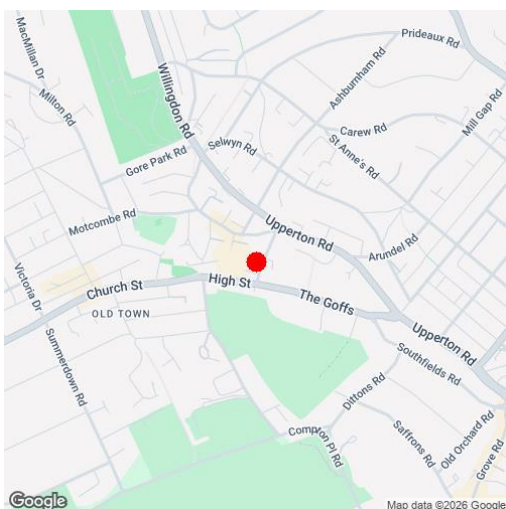 Prideaux Rd
MacMillan Dr
Willingdon Rd
Ashburnham Rd
Milton Rd
Mill Gap Rd
Carew Rd
Selwyn Rd
St Anne's Rd
Gore Park Rd
Motcombe Rd
Upperton Rd
Arundel Rd
Victoria Dr
Church St
High St
The Goffs
OLD TOWN
Upperton Rd
Summerdown Rd
Southfields Rd
Dittons Rd
Compton Pl Rd
Saffrons Rd
Old Orchard Rd
Grove Rd
Google
Map data ©2026 Google